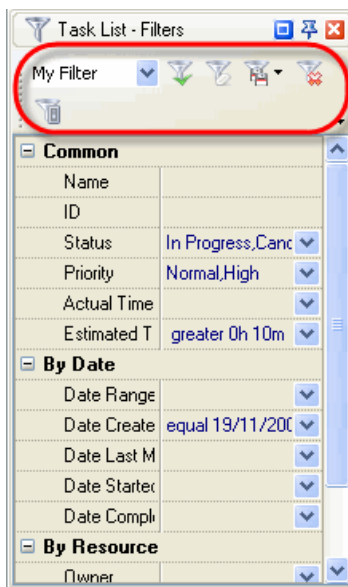 Task List - Filters
My Filter
Common
Name
ID
Status In Progress,Canc
Priority Normal,High
Actual Time
Estimated T greater 0h 10m
By Date
Date Range
Date Create equal 19/11/200
Date Last M
Date Started
Date Comple
By Resource
Owner